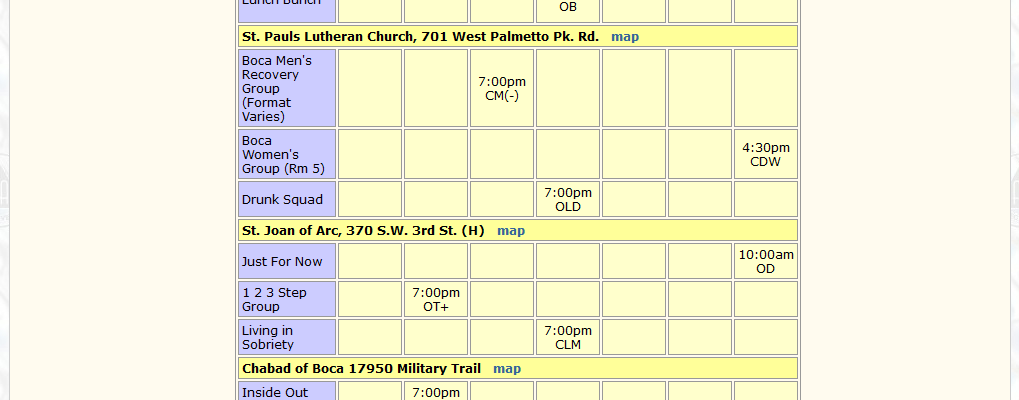 Lunch Bunch
OB
St. Pauls Lutheran Church, 701 West Palmetto Pk. Rd. map
Boca Men's
Recovery
Group
(Format
Varies)
7:00pm
CM(-)
Boca
Women's
Group (Rm 5)
4:30pm
CDW
Drunk Squad
7:00pm
OLD
St. Joan of Arc, 370 S.W. 3rd St. (H) map
Just For Now
10:00am
OD
1 2 3 Step
Group
7:00pm
OT+
Living in
Sobriety
7:00pm
CLM
Chabad of Boca 17950 Military Trail map
Inside Out
7:00pm